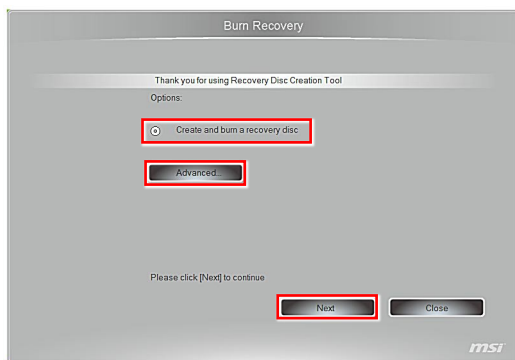 Burn Recovery
Thank you for using Recovery Disc Creation Tool
Options:
Create and burn a recovery disc
Advanced...
Please click [Next] to continue
Next
Close
msi